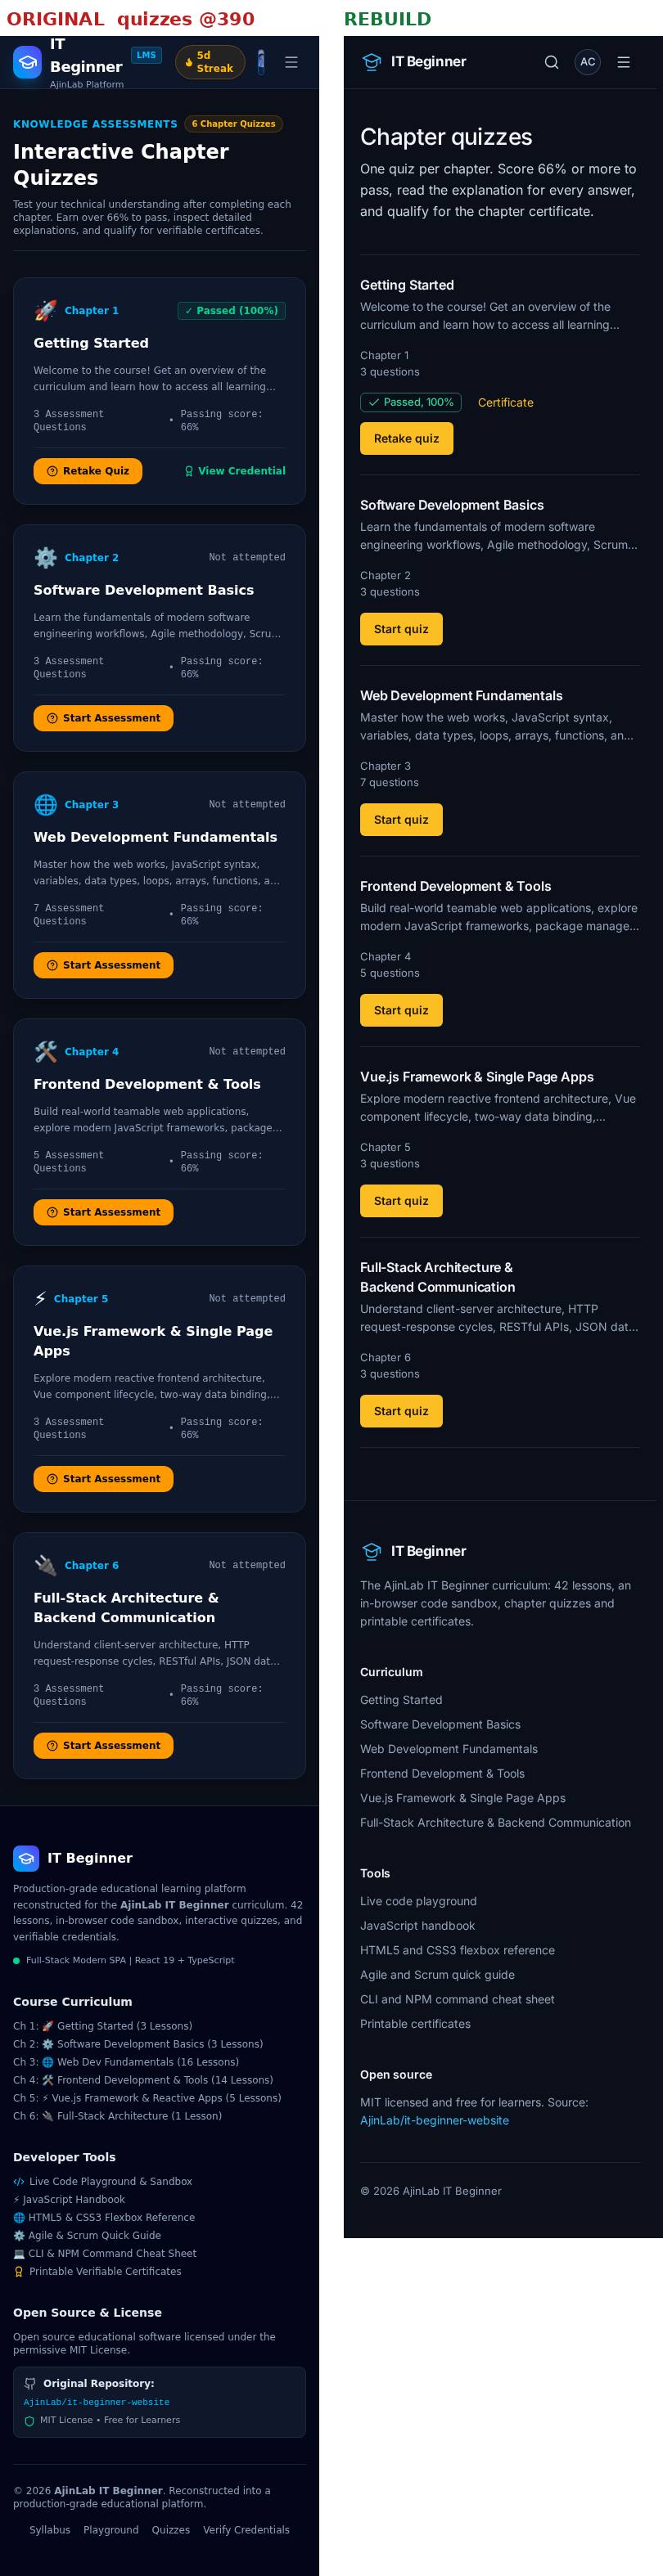 ORIGINAL quizzes @390
IT
Beginner
LMS
AjinLab Platform
5d
Streak
KNOWLEDGE ASSESSMENTS
6 Chapter Quizzes
Interactive Chapter
Quizzes
Test your technical understanding after completing each
chapter. Earn over 66% to pass, inspect detailed
explanations, and qualify for verifiable certificates.
Chapter 1
✓ Passed (100%)
Getting Started
Welcome to the course! Get an overview of the
curriculum and learn how to access all learning...
3 Assessment
Questions
•
Passing score:
66%
Retake Quiz
View Credential
Chapter 2
Not attempted
Software Development Basics
Learn the fundamentals of modern software
engineering workflows, Agile methodology, Scru...
3 Assessment
Questions
•
Passing score:
66%
Start Assessment
Chapter 3
Not attempted
Web Development Fundamentals
Master how the web works, JavaScript syntax,
variables, data types, loops, arrays, functions, a...
7 Assessment
Questions
•
Passing score:
66%
Start Assessment
Chapter 4
Not attempted
Frontend Development & Tools
Build real-world teamable web applications,
explore modern JavaScript frameworks, package...
5 Assessment
Questions
•
Passing score:
66%
Start Assessment
Chapter 5
Not attempted
Vue.js Framework & Single Page
Apps
Explore modern reactive frontend architecture,
Vue component lifecycle, two-way data binding,...
3 Assessment
Questions
•
Passing score:
66%
Start Assessment
Chapter 6
Not attempted
Full-Stack Architecture &
Backend Communication
Understand client-server architecture, HTTP
request-response cycles, RESTful APIs, JSON dat...
3 Assessment
Questions
•
Passing score:
66%
Start Assessment
IT Beginner
Production-grade educational learning platform
reconstructed for the AjinLab IT Beginner curriculum. 42
lessons, in-browser code sandbox, interactive quizzes, and
verifiable credentials.
Full-Stack Modern SPA | React 19 + TypeScript
Course Curriculum
Ch 1: 🚀 Getting Started (3 Lessons)
Ch 2: ⚙️ Software Development Basics (3 Lessons)
Ch 3: 🌐 Web Dev Fundamentals (16 Lessons)
Ch 4: 🛠️ Frontend Development & Tools (14 Lessons)
Ch 5: ⚡ Vue.js Framework & Reactive Apps (5 Lessons)
Ch 6: 🔌 Full-Stack Architecture (1 Lesson)
Developer Tools
Live Code Playground & Sandbox
⚡ JavaScript Handbook
🌐 HTML5 & CSS3 Flexbox Reference
⚙️ Agile & Scrum Quick Guide
💻 CLI & NPM Command Cheat Sheet
Printable Verifiable Certificates
Open Source & License
Open source educational software licensed under the
permissive MIT License.
Original Repository:
AjinLab/it-beginner-website
MIT License • Free for Learners
© 2026 AjinLab IT Beginner. Reconstructed into a
production-grade educational platform.
Syllabus Playground Quizzes Verify Credentials
REBUILD
IT Beginner
AC
Chapter quizzes
One quiz per chapter. Score 66% or more to
pass, read the explanation for every answer,
and qualify for the chapter certificate.
Getting Started
Welcome to the course! Get an overview of the
curriculum and learn how to access all learning...
Chapter 1
3 questions
Passed, 100%
Certificate
Retake quiz
Software Development Basics
Learn the fundamentals of modern software
engineering workflows, Agile methodology, Scrum...
Chapter 2
3 questions
Start quiz
Web Development Fundamentals
Master how the web works, JavaScript syntax,
variables, data types, loops, arrays, functions, an...
Chapter 3
7 questions
Start quiz
Frontend Development & Tools
Build real-world teamable web applications, explore
modern JavaScript frameworks, package manage...
Chapter 4
5 questions
Start quiz
Vue.js Framework & Single Page Apps
Explore modern reactive frontend architecture, Vue
component lifecycle, two-way data binding,...
Chapter 5
3 questions
Start quiz
Full-Stack Architecture &
Backend Communication
Understand client-server architecture, HTTP
request-response cycles, RESTful APIs, JSON dat...
Chapter 6
3 questions
Start quiz
IT Beginner
The AjinLab IT Beginner curriculum: 42 lessons, an
in-browser code sandbox, chapter quizzes and
printable certificates.
Curriculum
Getting Started
Software Development Basics
Web Development Fundamentals
Frontend Development & Tools
Vue.js Framework & Single Page Apps
Full-Stack Architecture & Backend Communication
Tools
Live code playground
JavaScript handbook
HTML5 and CSS3 flexbox reference
Agile and Scrum quick guide
CLI and NPM command cheat sheet
Printable certificates
Open source
MIT licensed and free for learners. Source:
AjinLab/it-beginner-website
© 2026 AjinLab IT Beginner